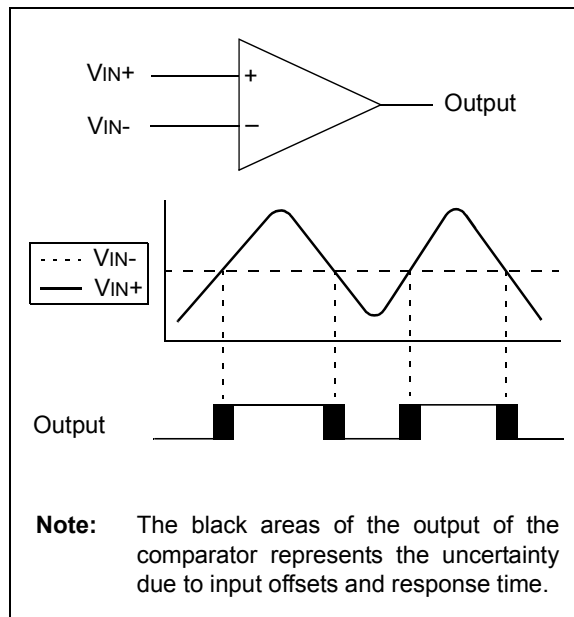 VIN+
+
Output
VIN-
–
VIN-
VIN+
Output
Note: The black areas of the output of the
comparator represents the uncertainty
due to input offsets and response time.